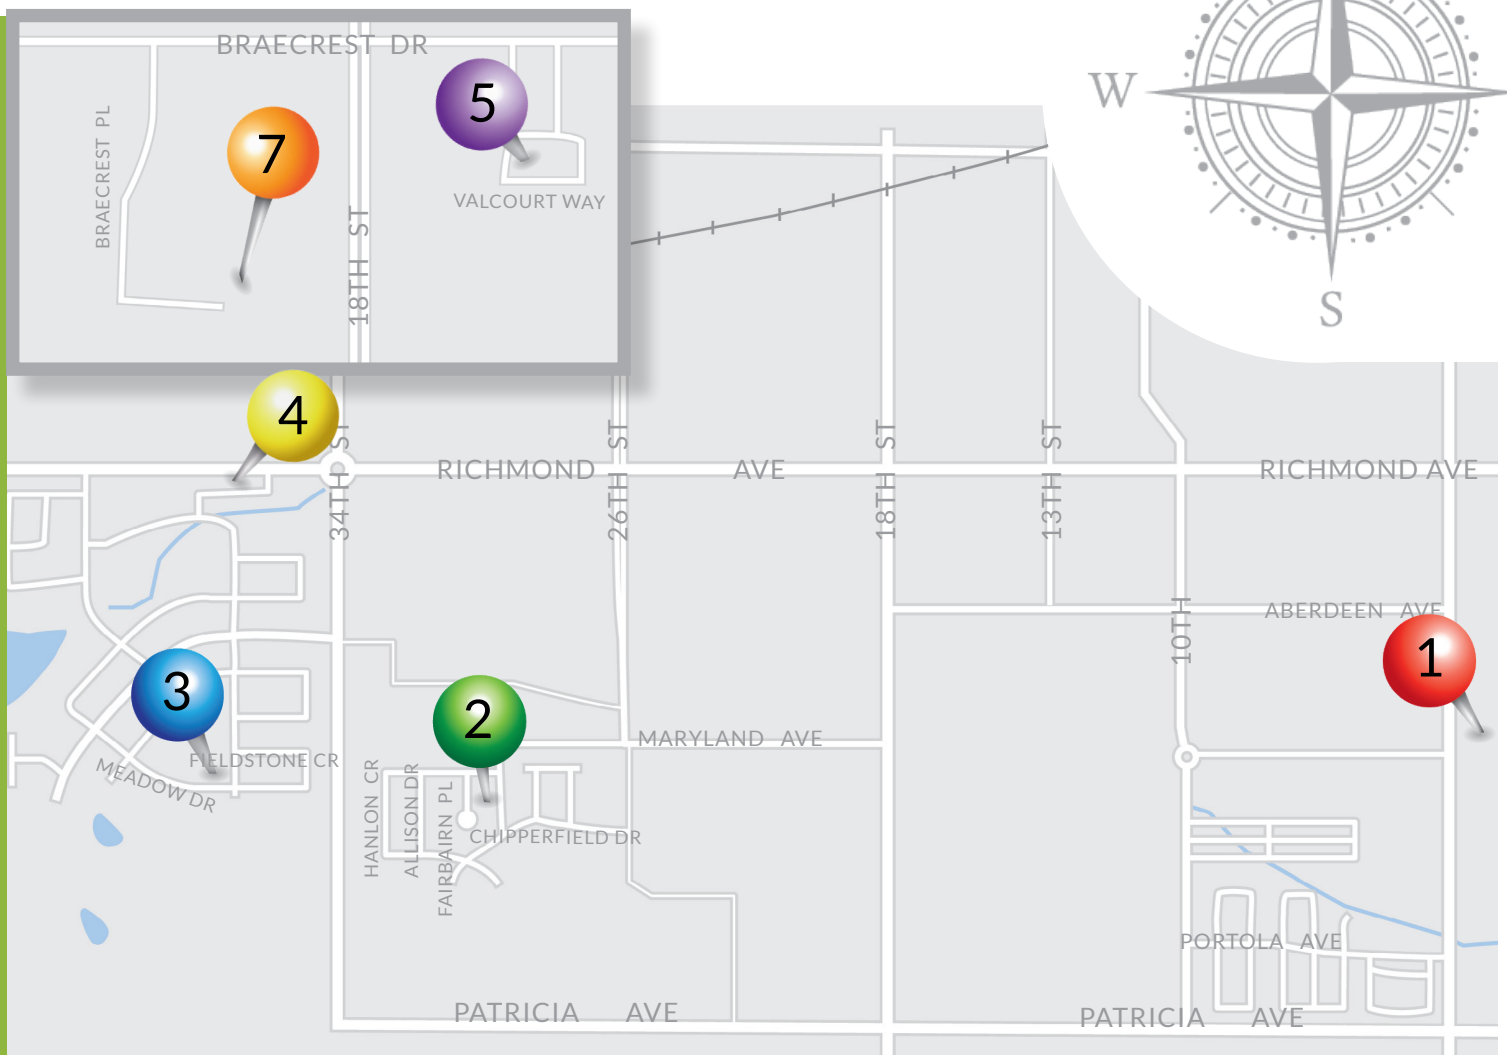 BRAECREST DR
BRAECREST PL
7
5
VALCOURT WAY
18TH ST
W
S
4
34TH ST
RICHMOND AVE
26TH ST
18TH ST
13TH ST
RICHMOND AVE
10TH
ABERDEEN AVE
1
3
FIELDSTONE CR
MEADOW DR
2
MARYLAND AVE
HANLON CR
ALLISON DR
FAIRBAIRN PL
CHIPPERFIELD DR
PORTOLA AVE
PATRICIA AVE
PATRICIA AVE